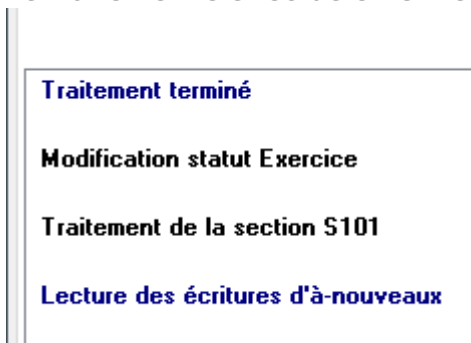 Traitement terminé
Modification statut Exercice
Traitement de la section S101
Lecture des écritures d'à-nouveaux